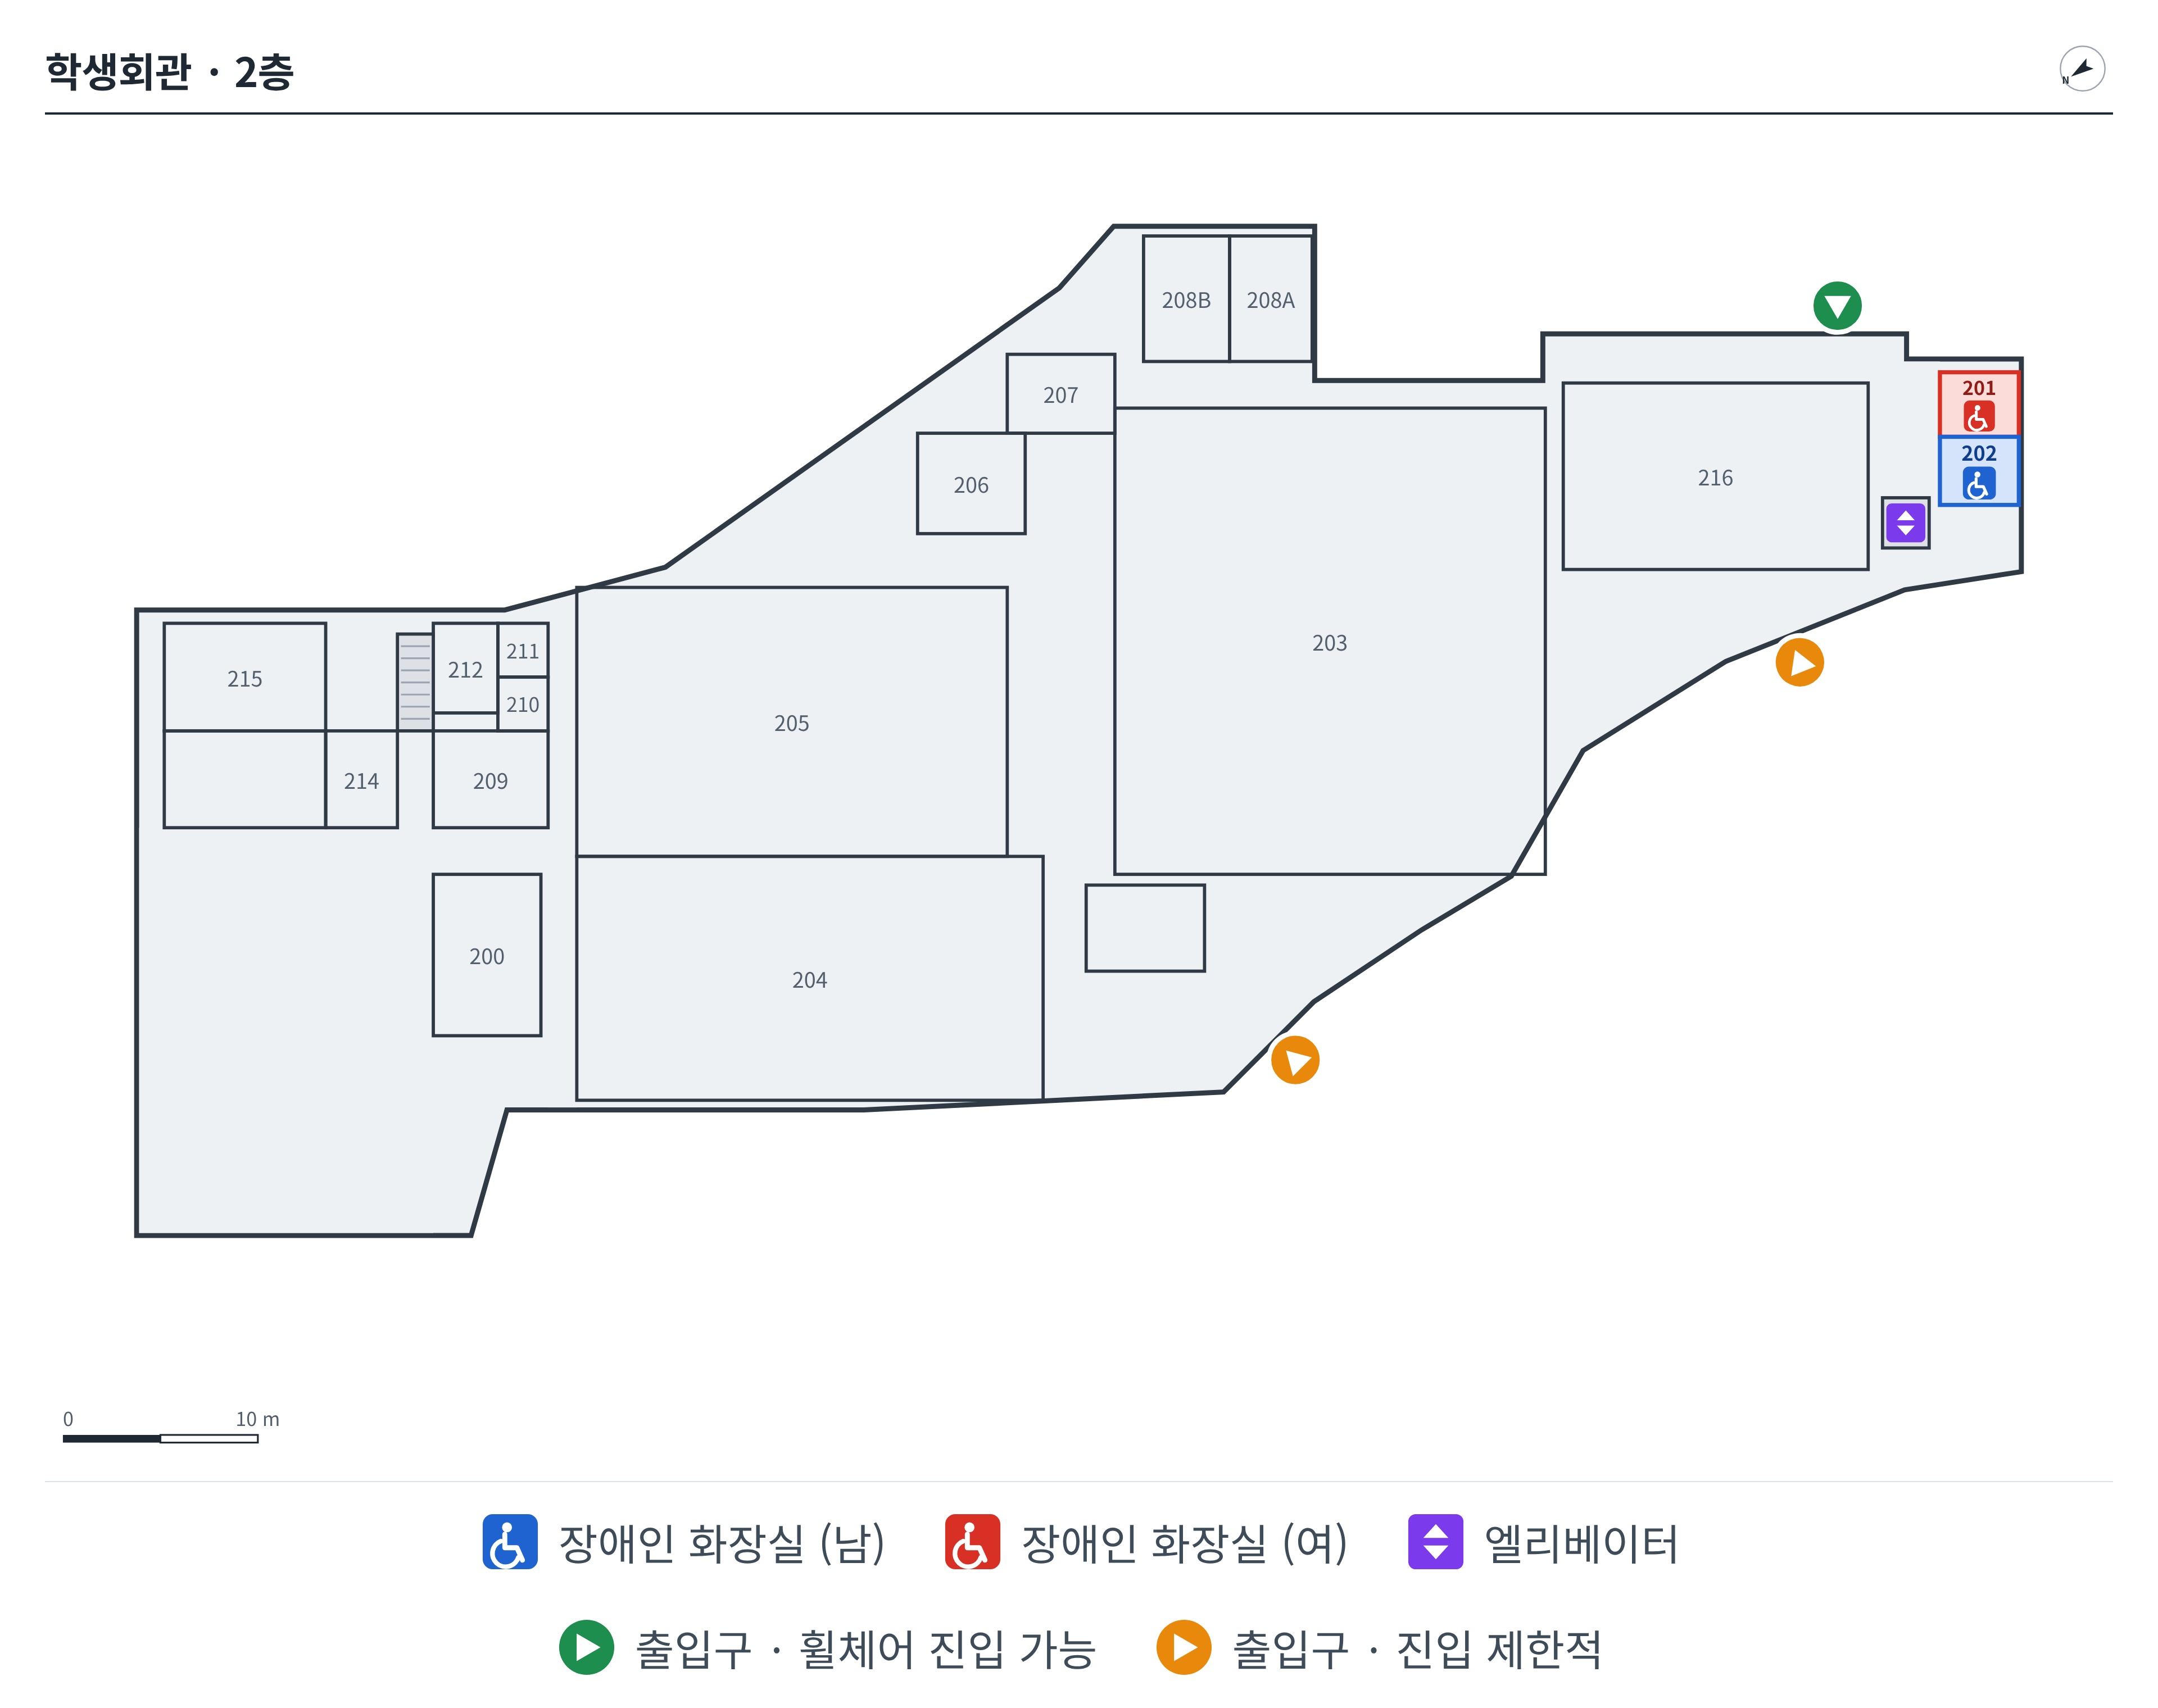 학생회관 · 2층
N
208B
208A
207
206
201
202
216
203
215
212
211
210
205
214
209
200
204
0
10 m
장애인 화장실 (남)
장애인 화장실 (여)
엘리베이터
출입구 · 휠체어 진입 가능
출입구 · 진입 제한적